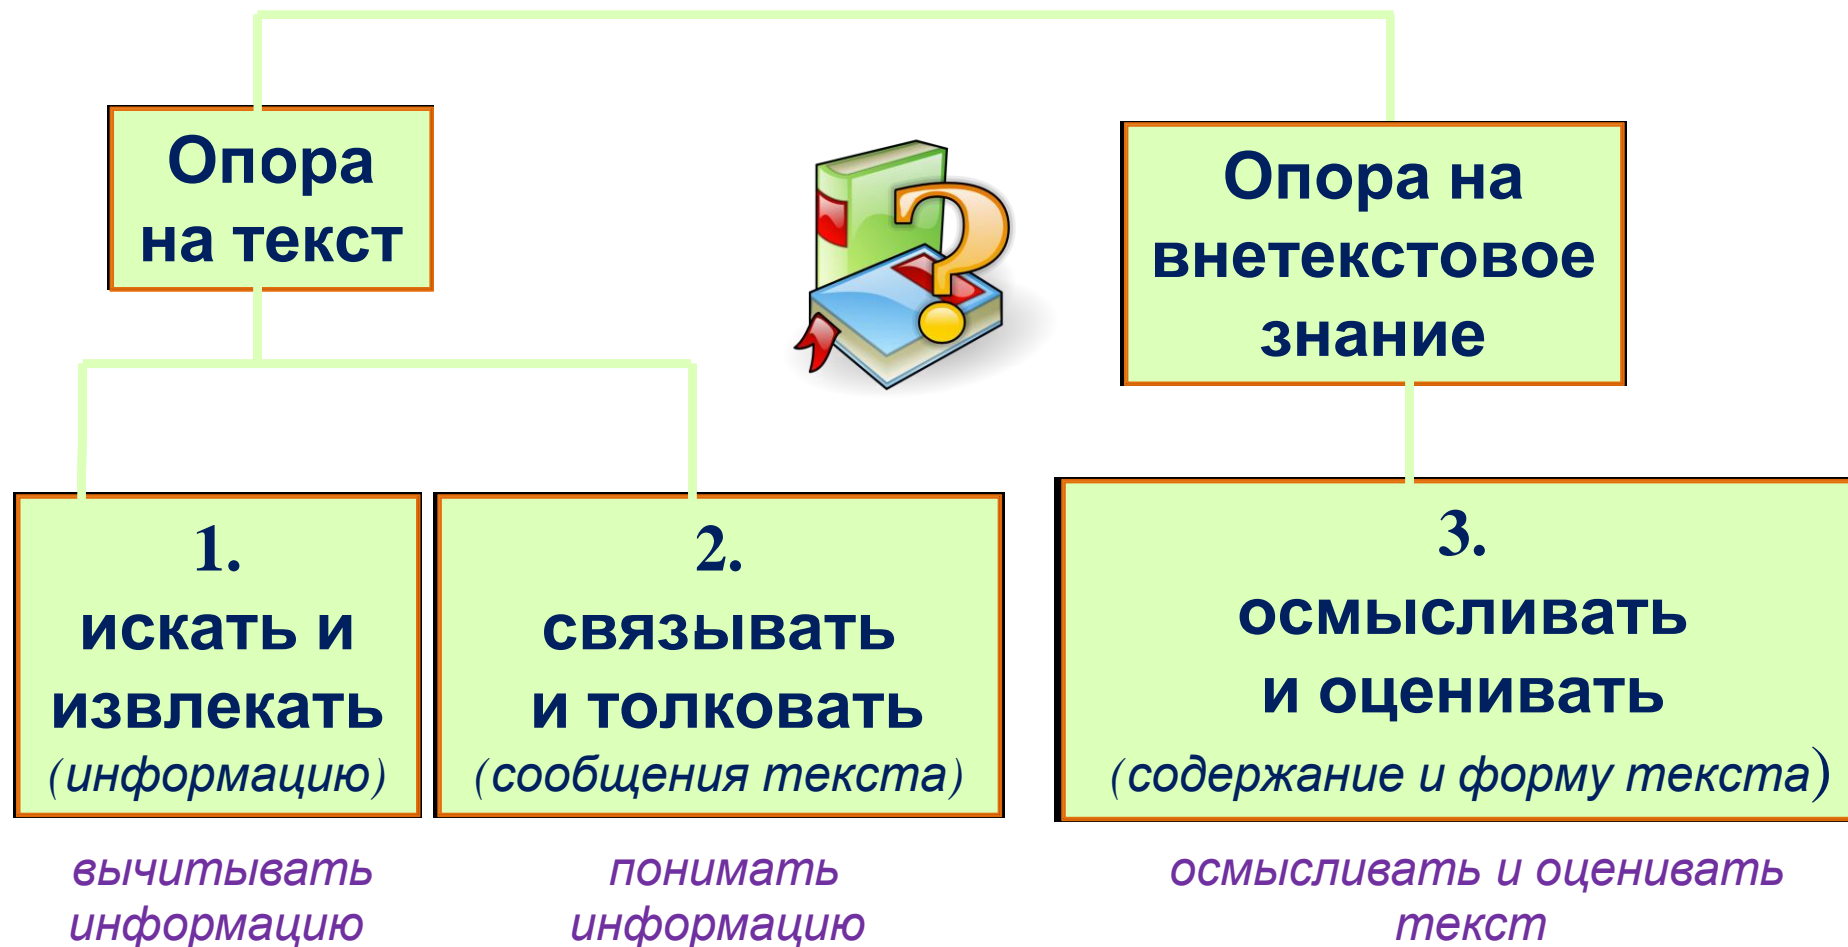 Опора
на текст
Опора на
внетекстовое
знание
1.
искать и
извлекать
(информацию)
2.
связывать
и толковать
(сообщения текста)
3.
осмысливать
и оценивать
(содержание и форму текста)
вычитывать
информацию
понимать
информацию
осмысливать и оценивать
текст